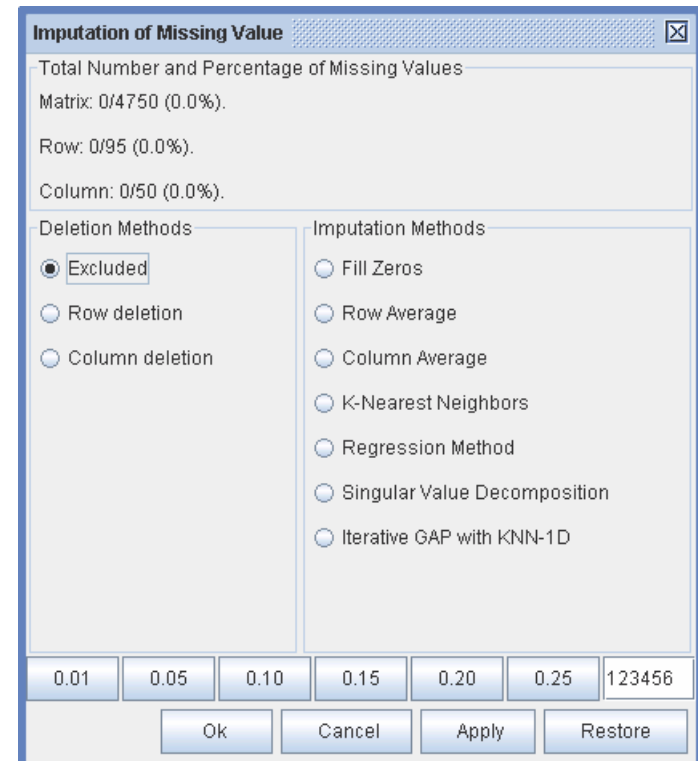 Imputation of Missing Value
Total Number and Percentage of Missing Values
Matrix: 0/4750 (0.0%).
Row: 0/95 (0.0%).
Column: 0/50 (0.0%).
Deletion Methods
Excluded
Row deletion
Column deletion
Imputation Methods
Fill Zeros
Row Average
Column Average
K-Nearest Neighbors
Regression Method
Singular Value Decomposition
Iterative GAP with KNN-1D
0.01 0.05 0.10 0.15 0.20 0.25 123456
Ok Cancel Apply Restore